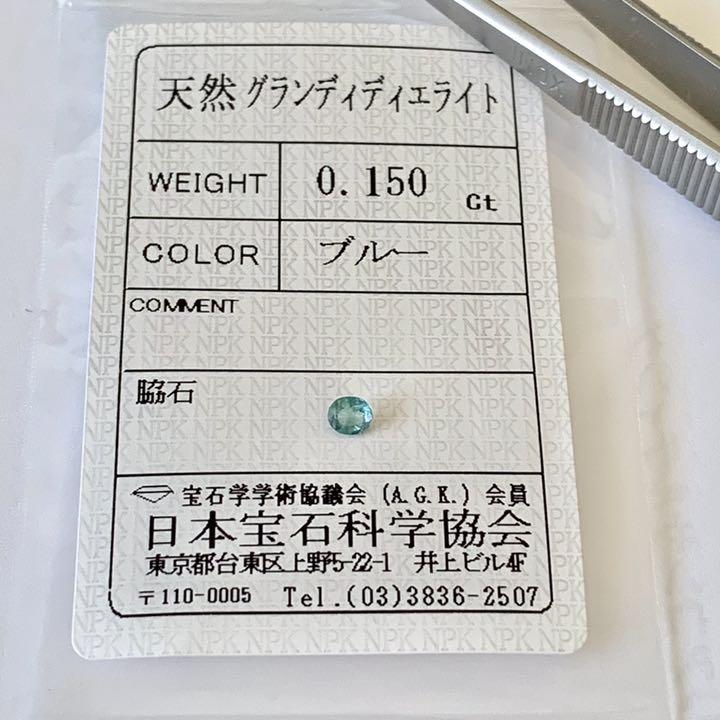 INOX
天然グランディディエライト
WEIGHT 0.150 Ct
COLOR ブルー
COMMENT
脇石
宝石学学術協議会 (A.G.K.) 会員
日本宝石科学協会
東京都台東区上野5-22-1 井上ビル4F
〒110-0005 Tel.(03)3836-2507